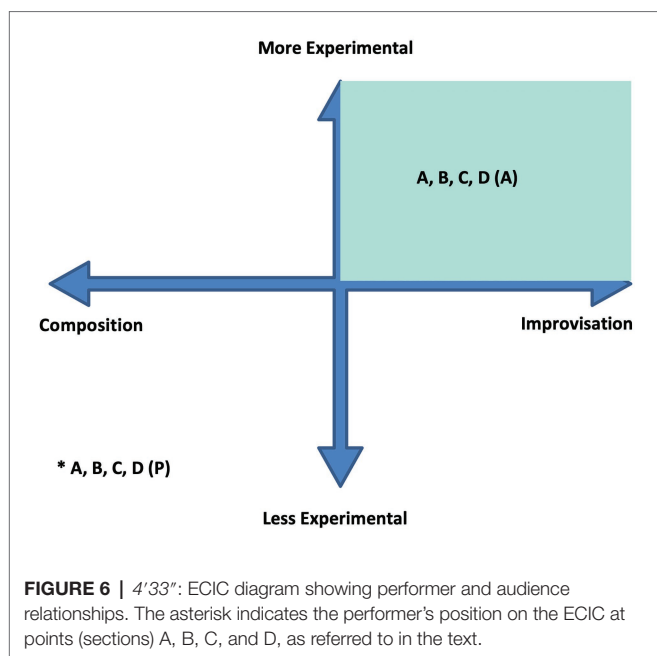 More Experimental
A, B, C, D (A)
Composition
Improvisation
* A, B, C, D (P)
Less Experimental
FIGURE 6 | 4′33″: ECIC diagram showing performer and audience
relationships. The asterisk indicates the performer’s position on the ECIC at
points (sections) A, B, C, and D, as referred to in the text.